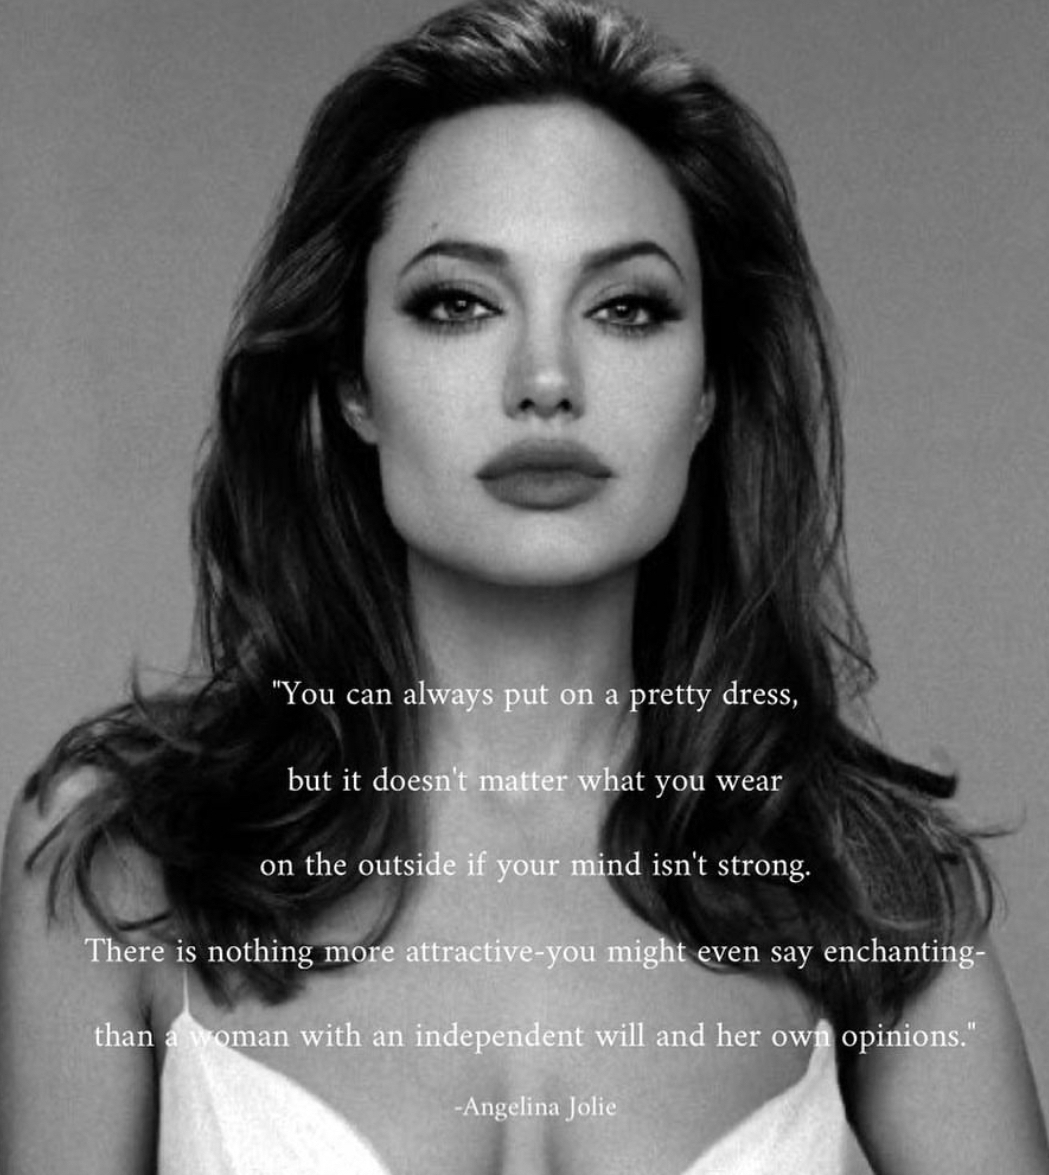 "You can always put on a pretty dress,
but it doesn't matter what you wear
on the outside if your mind isn't strong.
There is nothing more attractive-you might even say enchanting-
than a woman with an independent will and her own opinions."
-Angelina Jolie